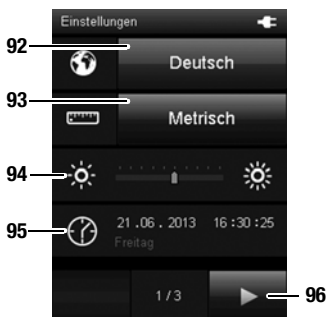 Einstellungen
92
Deutsch
93
Metrisch
94
95
21 .06 . 2013 16 :30 :25
Freitag
1 / 3
96